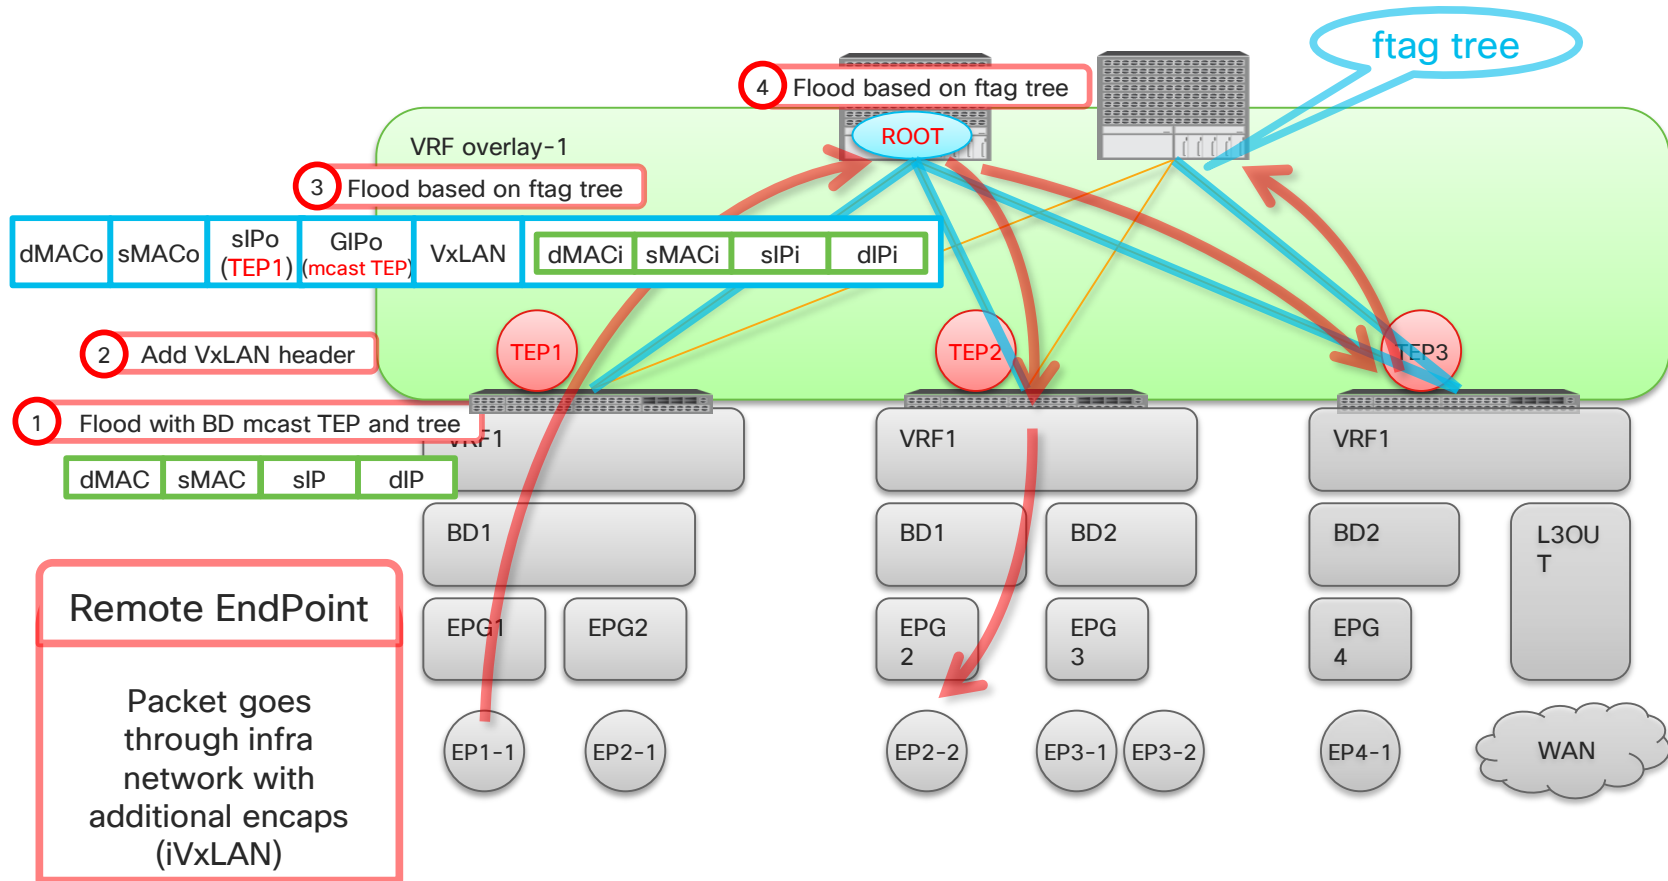 ftag tree
4 Flood based on ftag tree
ROOT
VRF overlay-1
3 Flood based on ftag tree
dMACo sMACo sIPo (TEP1) GIPo (mcast TEP) VxLAN dMACi sMACi sIPi dIPi
TEP1 TEP2 TEP3
2 Add VxLAN header
1 Flood with BD mcast TEP and tree
VRF1 VRF1 VRF1
dMAC sMAC sIP dIP
BD1 BD1 BD2 BD2
L3OU
T
EPG1 EPG2
EPG
2
EPG
3
EPG
4
EP1-1 EP2-1 EP2-2 EP3-1 EP3-2 EP4-1 WAN
Remote EndPoint
Packet goes
through infra
network with
additional encaps
(iVxLAN)